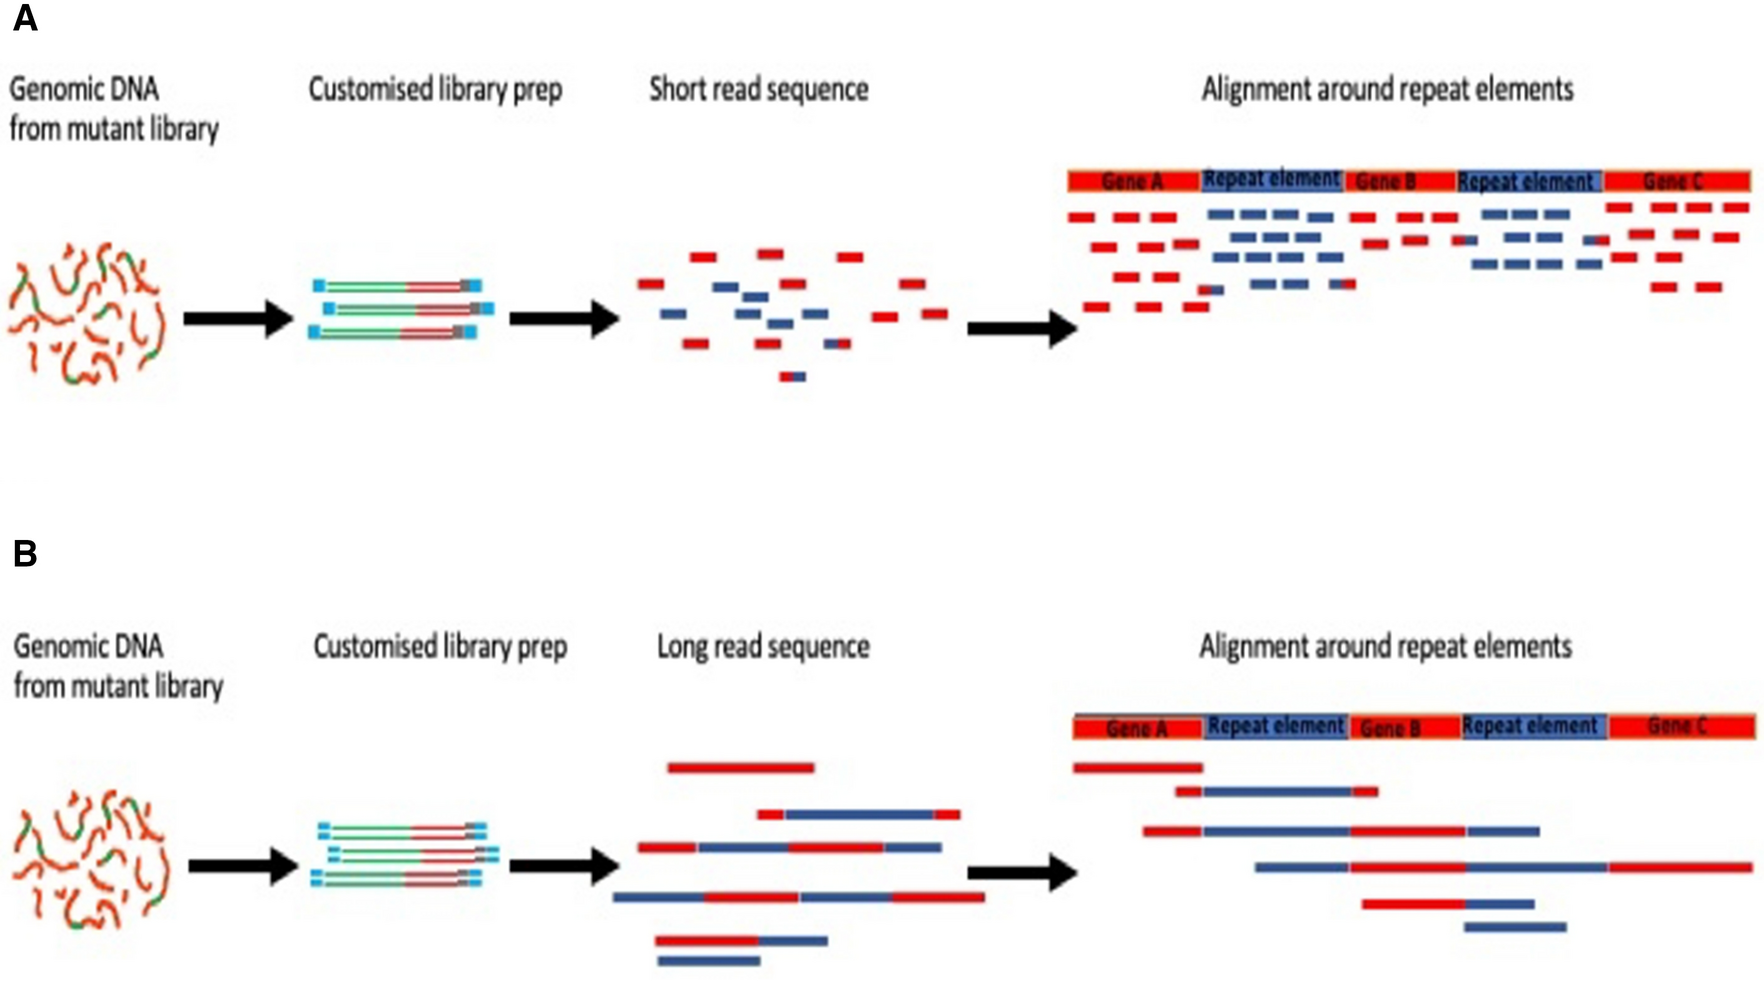 A
Genomic DNA
from mutant library
Customised library prep
Short read sequence
Alignment around repeat elements
Gene A
Repeat element
Gene B
Repeat element
Gene C
B
Genomic DNA
from mutant library
Customised library prep
Long read sequence
Alignment around repeat elements
Gene A
Repeat element
Gene B
Repeat element
Gene C